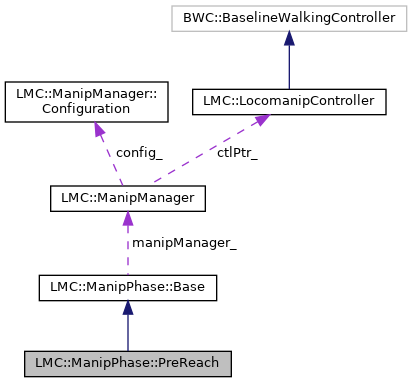 BWC::BaselineWalkingController
LMC::ManipManager::
Configuration
LMC::LocomanipController
config_
ctlPtr_
LMC::ManipManager
manipManager_
LMC::ManipPhase::Base
LMC::ManipPhase::PreReach